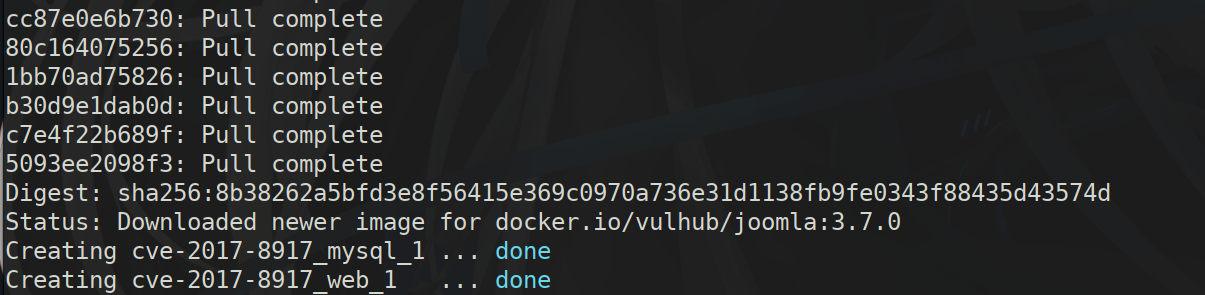 cc87e0e6b730: Pull complete
80c164075256: Pull complete
1bb70ad75826: Pull complete
b30d9e1dab0d: Pull complete
c7e4f22b689f: Pull complete
5093ee2098f3: Pull complete
Digest: sha256:8b38262a5bfd3e8f56415e369c0970a736e31d1138fb9fe0343f88435d43574d
Status: Downloaded newer image for docker.io/vulhub/joomla:3.7.0
Creating cve-2017-8917_mysql_1 ... done
Creating cve-2017-8917_web_1   ... done